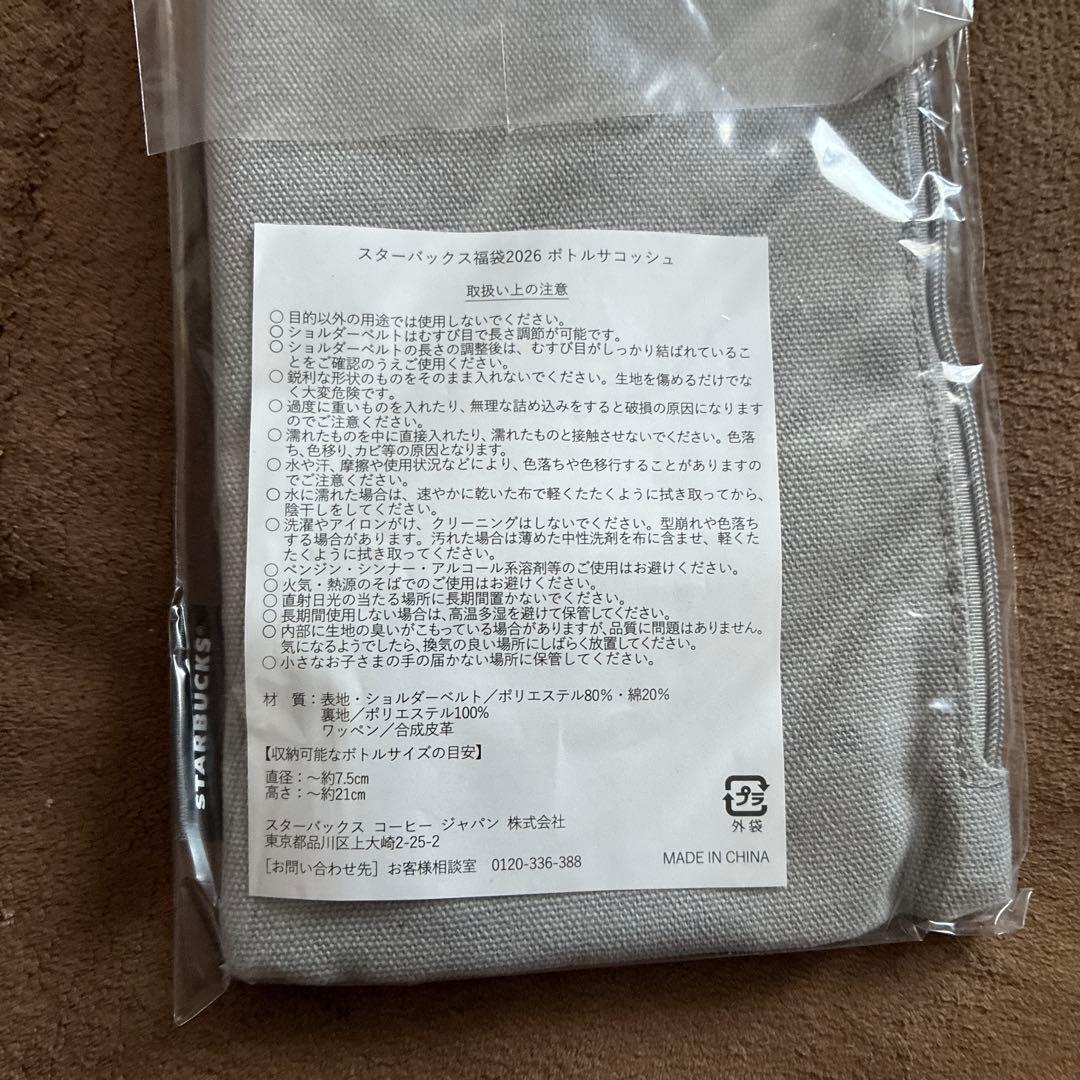 スターバックス福袋2026 ボトルサコッシュ
取扱い上の注意
○ 目的以外の用途では使用しないでください。
○ ショルダーベルトはむすび目で長さ調節が可能です。
○ ショルダーベルトの長さの調整後は、むすび目がしっかり結ばれているこ
とをご確認のうえご使用ください。
○ 鋭利な形状のものをそのまま入れないでください。生地を傷めるだけでな
く大変危険です。
○ 過度に重いものを入れたり、無理な詰め込みをすると破損の原因になります
のでご注意ください。
○ 濡れたものを中に直接入れたり、濡れたものと接触させないでください。色落
ち、色移り、カビ等の原因となります。
○ 水や汗、摩擦や使用状況などにより、色落ちや色移行することがありますの
でご注意ください。
○ 水に濡れた場合は、速やかに乾いた布で軽くたたくように拭き取ってから、
陰干しをしてください。
○ 洗濯やアイロンがけ、クリーニングはしないでください。型崩れや色落ち
する場合があります。汚れた場合は薄めた中性洗剤を布に含ませ、軽くた
たくように拭き取ってください。
○ ベンジン・シンナー・アルコール系溶剤等のご使用はお避けください。
○ 火気・熱源のそばでのご使用はお避けください。
○ 直射日光の当たる場所に長期間置かないでください。
○ 長期間使用しない場合は、高温多湿を避けて保管してください。
○ 内部に生地の臭いがこもっている場合がありますが、品質に問題はありません。
気になるようでしたら、換気の良い場所にしばらく放置してください。
○ 小さなお子さまの手の届かない場所に保管してください。
材 質：表地・ショルダーベルト／ポリエステル80%・綿20%
裏地／ポリエステル100%
ワッペン／合成皮革
【収納可能なボトルサイズの目安】
直径：～約7.5cm
高さ：～約21cm
スターバックス コーヒー ジャパン 株式会社
東京都品川区上大崎2-25-2
［お問い合わせ先］お客様相談室 0120-336-388
プラ
外袋
MADE IN CHINA
STARBUCKS®